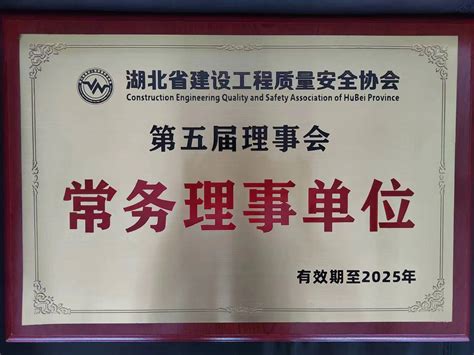 湖北省建设工程质量安全协会
Construction Engineering Quality and Safety Association of HuBei Province
第五届理事会
常务理事单位
有效期至2025年